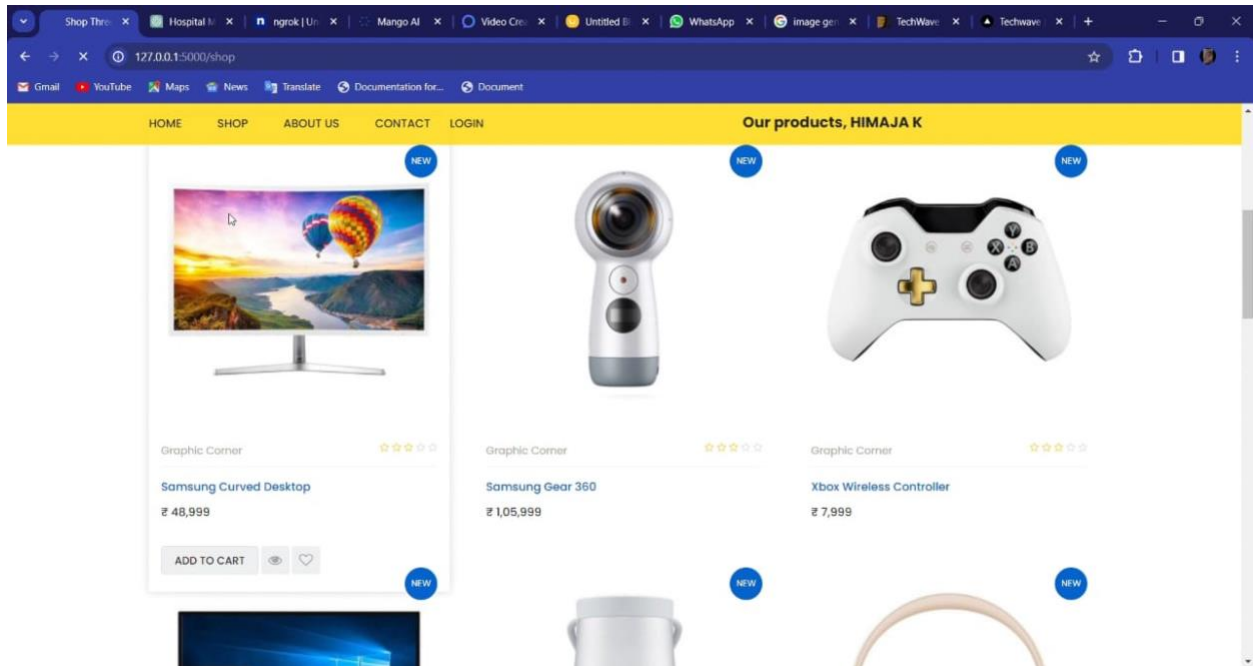 Shop Thre
Hospital M
ngrok | Un
Mango AI
Video Crea
Untitled Bl
WhatsApp
image gen
TechWave
Techwave
127.0.0.1:5000/shop
Gmail
YouTube
Maps
News
Translate
Documentation for...
Document
HOME SHOP ABOUT US CONTACT LOGIN
Our products, HIMAJA K
NEW
NEW
NEW
Y
X B
A
Graphic Corner
Graphic Corner
Graphic Corner
Samsung Curved Desktop
Samsung Gear 360
Xbox Wireless Controller
₹ 48,999
₹ 1,05,999
₹ 7,999
ADD TO CART
NEW
NEW
NEW